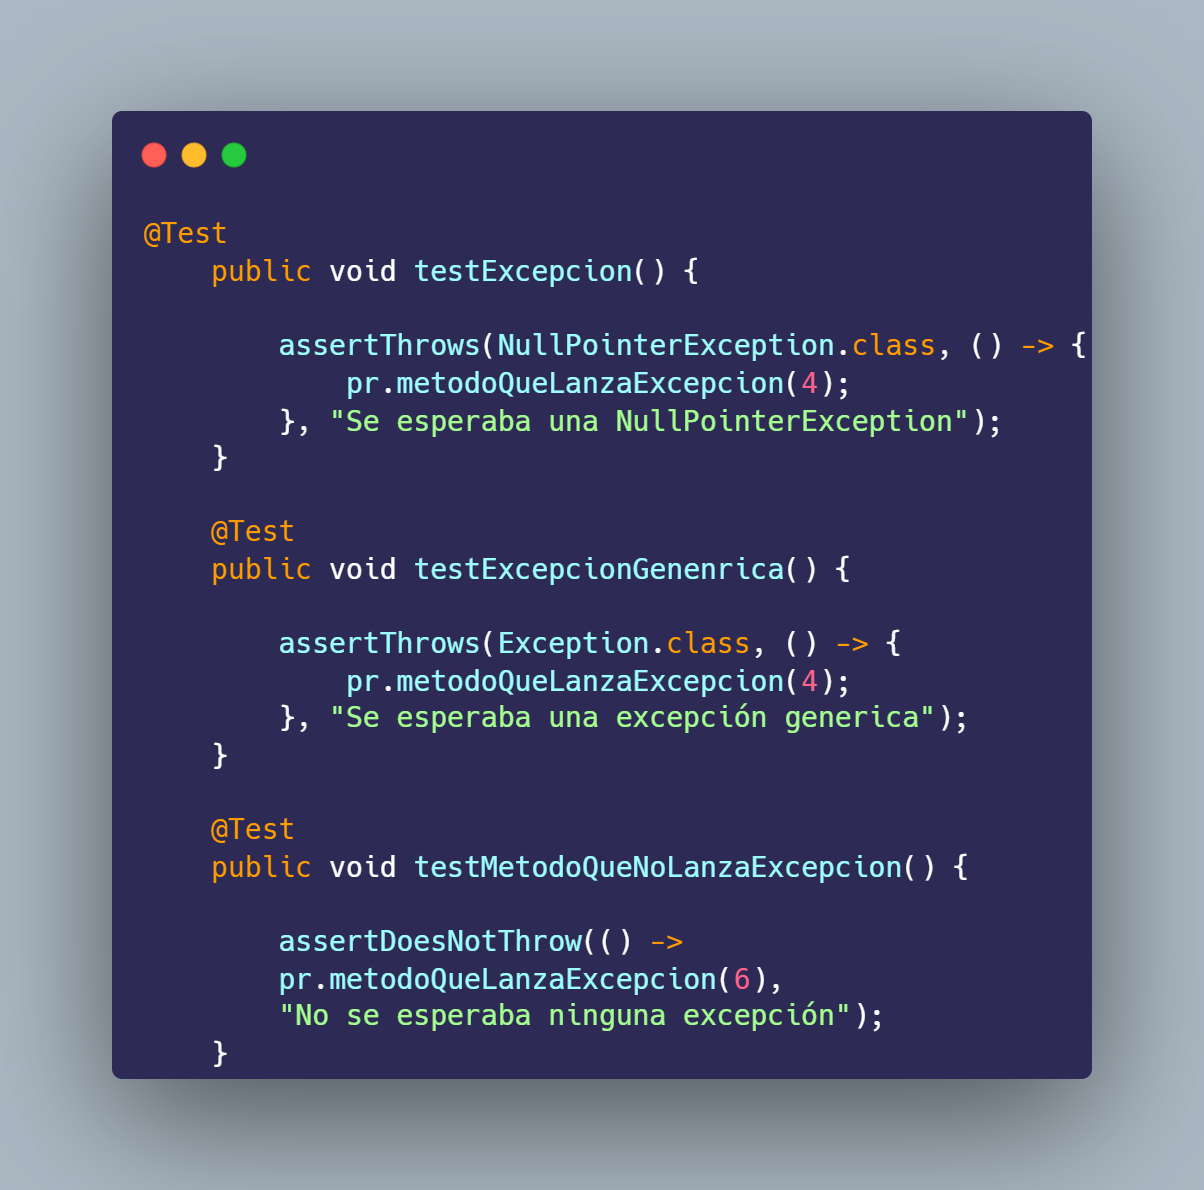 @Test
    public void testExcepcion() {

        assertThrows(NullPointerException.class, () -> {
            pr.metodoQueLanzaExcepcion(4);
        }, "Se esperaba una NullPointerException");
    }

    @Test
    public void testExcepcionGenenrica() {

        assertThrows(Exception.class, () -> {
            pr.metodoQueLanzaExcepcion(4);
        }, "Se esperaba una excepción generica");
    }

    @Test
    public void testMetodoQueNoLanzaExcepcion() {

        assertDoesNotThrow(() ->
        pr.metodoQueLanzaExcepcion(6),
        "No se esperaba ninguna excepción");
    }